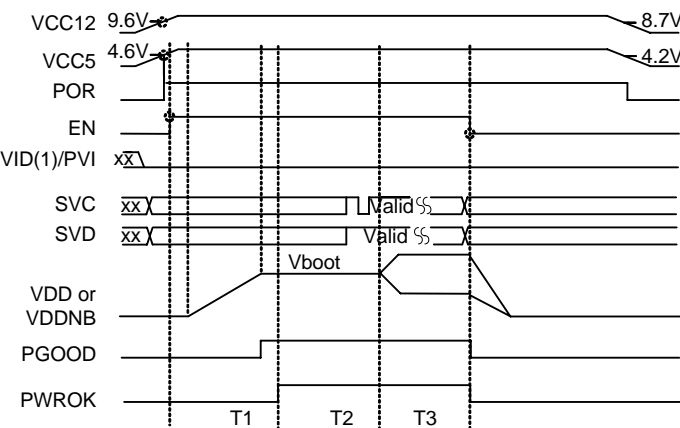 VCC12 9.6V 8.7V
VCC5 4.6V 4.2V
POR
EN
VID(1)/PVI xx
SVC xx Valid
SVD xx Valid
Vboot
VDD or
VDDNB
PGOOD
PWROK
T1 T2 T3